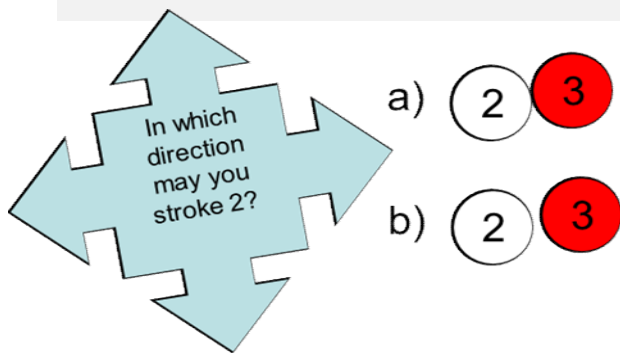 In which
direction
may you
stroke 2?
a) 2 3
b) 2 3